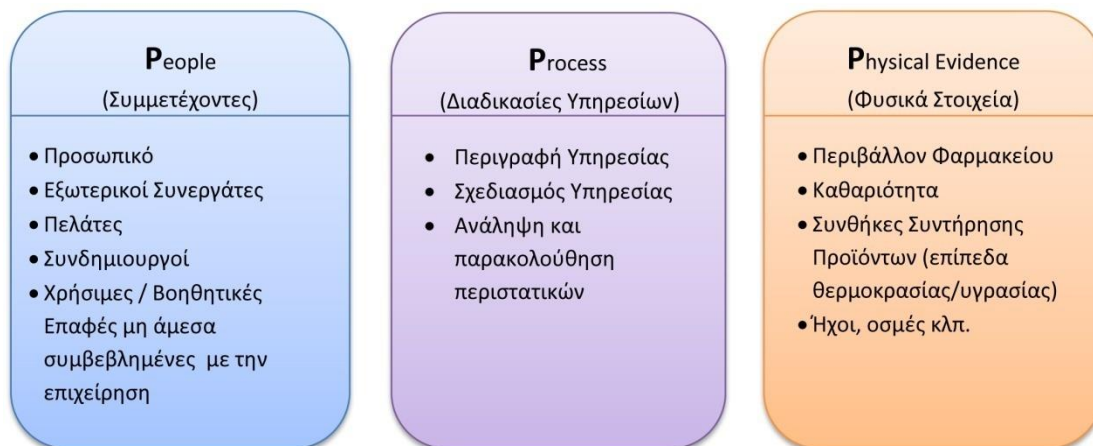 People
(Συμμετέχοντες)
• Προσωπικό
• Εξωτερικοί Συνεργάτες
• Πελάτες
• Συνδημιουργοί
• Χρήσιμες / Βοηθητικές
Επαφές μη άμεσα
συμβεβλημένες με την
επιχείρηση
Process
(Διαδικασίες Υπηρεσίων)
• Περιγραφή Υπηρεσίας
• Σχεδιασμός Υπηρεσίας
• Ανάληψη και
παρακολούθηση
περιστατικών
Physical Evidence
(Φυσικά Στοιχεία)
• Περιβάλλον Φαρμακείου
• Καθαριότητα
• Συνθήκες Συντήρησης
Προϊόντων (επίπεδα
θερμοκρασίας/υγρασίας)
• Ήχοι, οσμές κλπ.